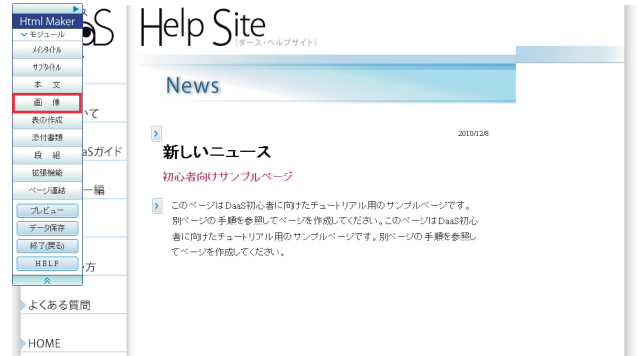 Html Maker
モジュール
メインタイトル
サブタイトル
本 文
画 像
表の作成
添付書類
段 組
拡張機能
ページ連結
プレビュー
データ保存
終了(戻る)
HELP
aS
いて
aSガイド
ー編
方
よくある質問
HOME
Help Site
(ダース・ヘルプサイト)
News
2010/12/8
新しいニュース
初心者向けサンプルページ
このページはDaaS初心者に向けたチュートリアル用のサンプルページです。
別ページの手順を参照してページを作成してください。このページはDaaS初心
者に向けたチュートリアル用のサンプルページです。別ページの手順を参照し
てページを作成してください。